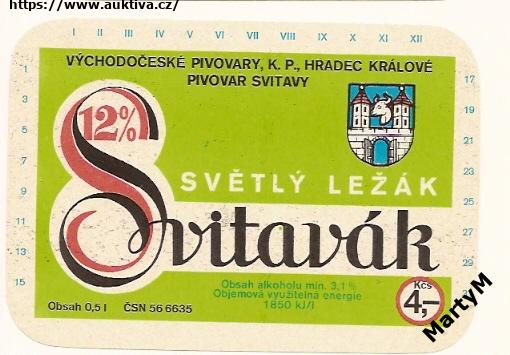 https://www.auktiva.cz/
I II III IV V VI VII VIII IX X XI XII
VÝCHODOČESKÉ PIVOVARY, K. P., HRADEC KRÁLOVÉ
PIVOVAR SVITAVY
1
3
5
7
9
11
13
15
17
19
21
27
29
12%
SVĚTLÝ LEŽÁK
Svitavák
Obsah alkoholu min. 3,1 %
Objemová využitelná energie
1850 kJ/l
Obsah 0,5 l ČSN 56 6635
Kčs
4,-
MartyM